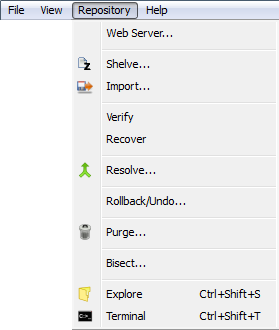 File View Repository Help
Web Server...
Shelve...
Import...
Verify
Recover
Resolve...
Rollback/Undo...
Purge...
Bisect...
Explore Ctrl+Shift+S
Terminal Ctrl+Shift+T